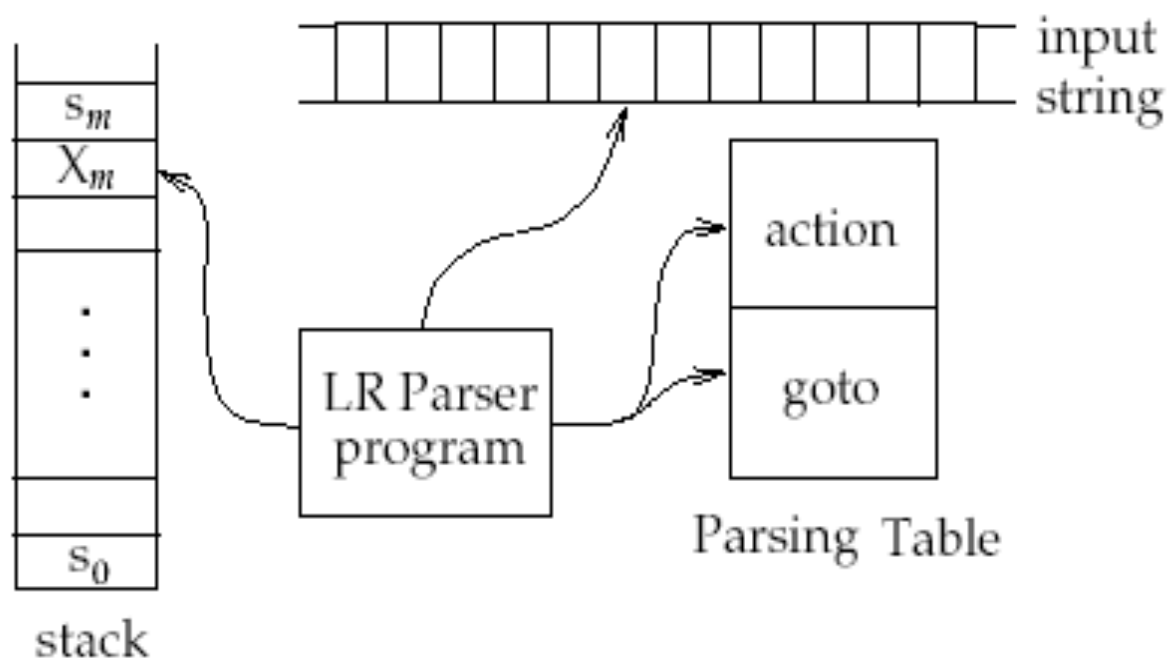 input
string
s_m
X_m
action
goto
LR Parser
program
Parsing Table
s_0
stack